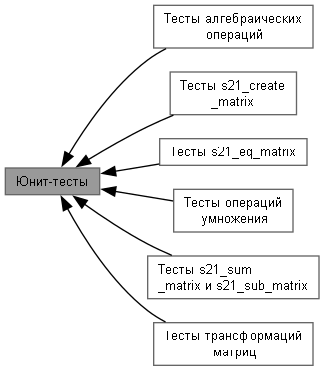 Тесты алгебраических
операций
Тесты s21_create
_matrix
Тесты s21_eq_matrix
Юнит-тесты
Тесты операций
умножения
Тесты s21_sum
_matrix и s21_sub_matrix
Тесты трансформаций
матриц